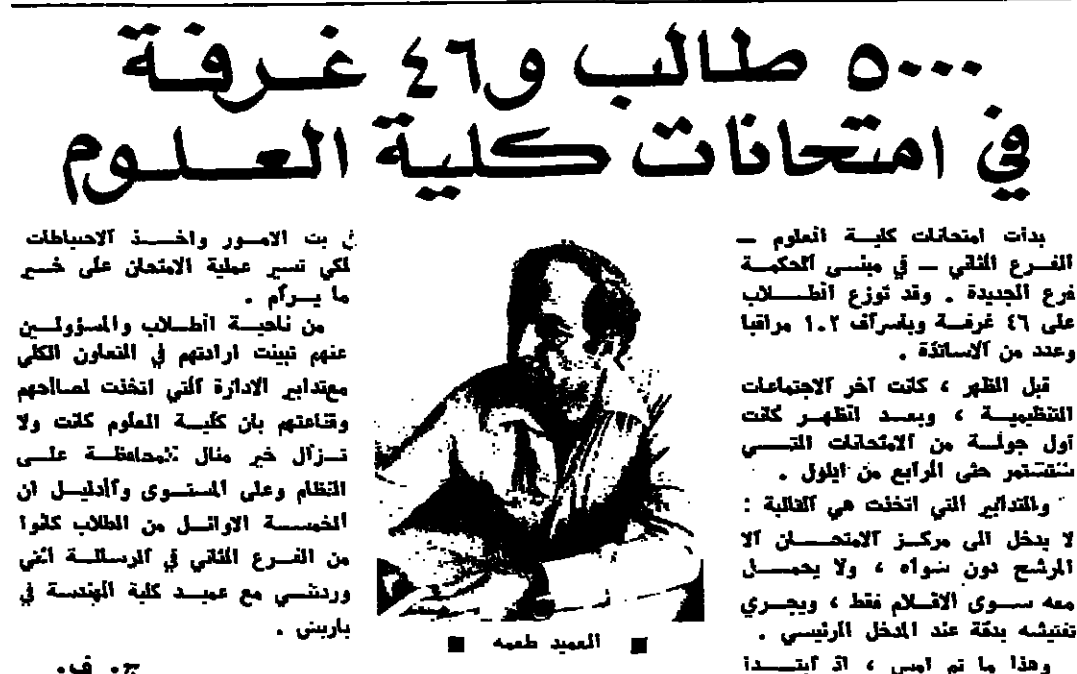 ٥٠٠٠ طالب و٤٦ غرفة
في امتحانات كلية العلوم
بدأت امتحانات كلية العلوم —
الفرع الثاني — في مبنى الحكمة
فرع الجديدة . وقد توزع الطلاب
على ٤٦ غرفة وباشراف ١٠٢ مراقبا
وعدد من الاساتذة .
قبل الظهر ، كانت آخر الاجتماعات
التنظيمية ، وبعد الظهر كانت
أول جولة من الامتحانات التي
ستستمر حتى الرابع من ايلول .
والتدابير التي اتخذت هي التالية :
لا يدخل الى مركز الامتحان الا
المرشح دون سواه ، ولا يحمل
معه سوى الاقلام فقط ، ويجري
تفتيشه بدقة عند المدخل الرئيسي .
وهذا ما تم امس ، اذ ابتدأ
■ العميد طعمه ■
بت الامور واخذ الاحتياطات
لكي تسير عملية الامتحان على خير
ما يرام .
من ناحية الطلاب والمسؤولين
عنهم تبينت ارادتهم في التعاون الكلي
مع تدابير الادارة التي اتخذت لصالحهم
وقناعتهم بان كلية العلوم كانت ولا
تزال خير مثال للمحافظة على
النظام وعلى المستوى والدليل ان
الخمسة الاوائل من الطلاب كانوا
من الفرع الثاني في الرسالة التي
وردتني مع عميد كلية الهندسة في
باريس .
ج. ف.